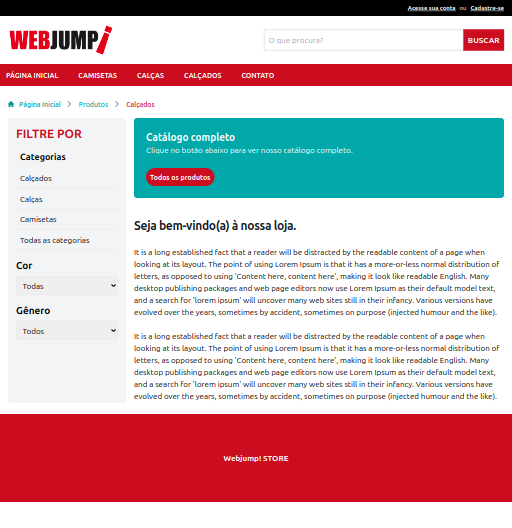 Acesse sua conta ou Cadastre-se
WEBJUMP!
O que procura?
BUSCAR
PÁGINA INICIAL CAMISETAS CALÇAS CALÇADOS CONTATO
Página Inicial > Produtos > Calçados
FILTRE POR
Categorias
Calçados
Calças
Camisetas
Todas as categorias
Cor
Todas
Gênero
Todos
Catálogo completo
Clique no botão abaixo para ver nosso catálogo completo.
Todos os produtos
Seja bem-vindo(a) à nossa loja.
It is a long established fact that a reader will be distracted by the readable content of a page when
looking at its layout. The point of using Lorem Ipsum is that it has a more-or-less normal distribution of
letters, as opposed to using 'Content here, content here', making it look like readable English. Many
desktop publishing packages and web page editors now use Lorem Ipsum as their default model text,
and a search for 'lorem ipsum' will uncover many web sites still in their infancy. Various versions have
evolved over the years, sometimes by accident, sometimes on purpose (injected humour and the like).
It is a long established fact that a reader will be distracted by the readable content of a page when
looking at its layout. The point of using Lorem Ipsum is that it has a more-or-less normal distribution of
letters, as opposed to using 'Content here, content here', making it look like readable English. Many
desktop publishing packages and web page editors now use Lorem Ipsum as their default model text,
and a search for 'lorem ipsum' will uncover many web sites still in their infancy. Various versions have
evolved over the years, sometimes by accident, sometimes on purpose (injected humour and the like).
Webjump! STORE